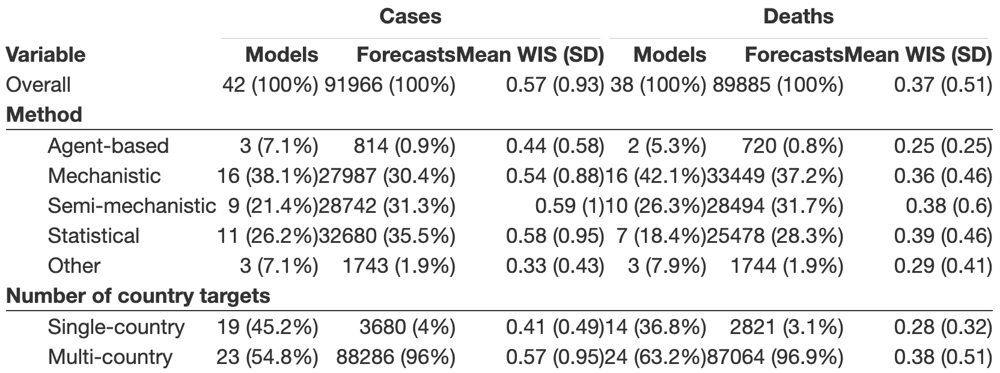 Cases Deaths
Variable Models Forecasts Mean WIS (SD) Models Forecasts Mean WIS (SD)
Overall 42 (100%) 91966 (100%) 0.57 (0.93) 38 (100%) 89885 (100%) 0.37 (0.51)
Method
Agent-based 3 (7.1%) 814 (0.9%) 0.44 (0.58) 2 (5.3%) 720 (0.8%) 0.25 (0.25)
Mechanistic 16 (38.1%) 27987 (30.4%) 0.54 (0.88) 16 (42.1%) 33449 (37.2%) 0.36 (0.46)
Semi-mechanistic 9 (21.4%) 28742 (31.3%) 0.59 (1) 10 (26.3%) 28494 (31.7%) 0.38 (0.6)
Statistical 11 (26.2%) 32680 (35.5%) 0.58 (0.95) 7 (18.4%) 25478 (28.3%) 0.39 (0.46)
Other 3 (7.1%) 1743 (1.9%) 0.33 (0.43) 3 (7.9%) 1744 (1.9%) 0.29 (0.41)
Number of country targets
Single-country 19 (45.2%) 3680 (4%) 0.41 (0.49) 14 (36.8%) 2821 (3.1%) 0.28 (0.32)
Multi-country 23 (54.8%) 88286 (96%) 0.57 (0.95) 24 (63.2%) 87064 (96.9%) 0.38 (0.51)